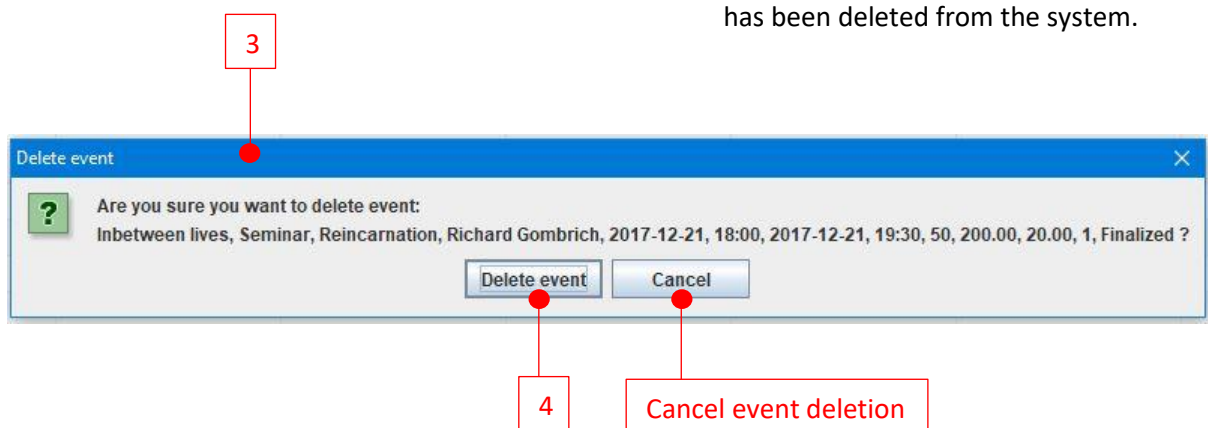 has been deleted from the system.
3
Delete event
?
Are you sure you want to delete event:
Inbetween lives, Seminar, Reincarnation, Richard Gombrich, 2017-12-21, 18:00, 2017-12-21, 19:30, 50, 200.00, 20.00, 1, Finalized ?
Delete event Cancel
4 Cancel event deletion